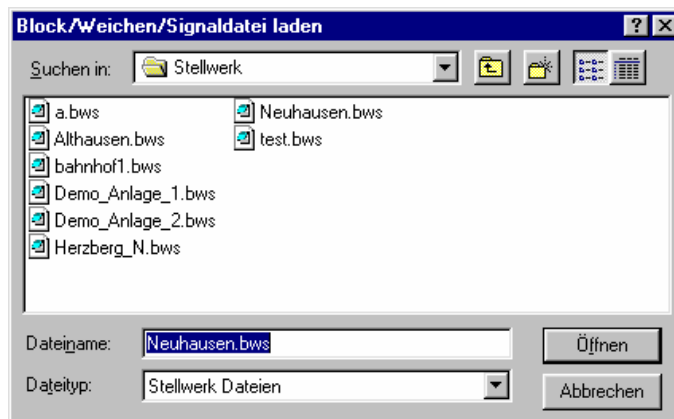 Block/Weichen/Signaldatei laden
Suchen in: Stellwerk
a.bws
Althausen.bws
bahnhof1.bws
Demo_Anlage_1.bws
Demo_Anlage_2.bws
Herzberg_N.bws
Neuhausen.bws
test.bws
Dateiname: Neuhausen.bws Öffnen
Dateityp: Stellwerk Dateien Abbrechen